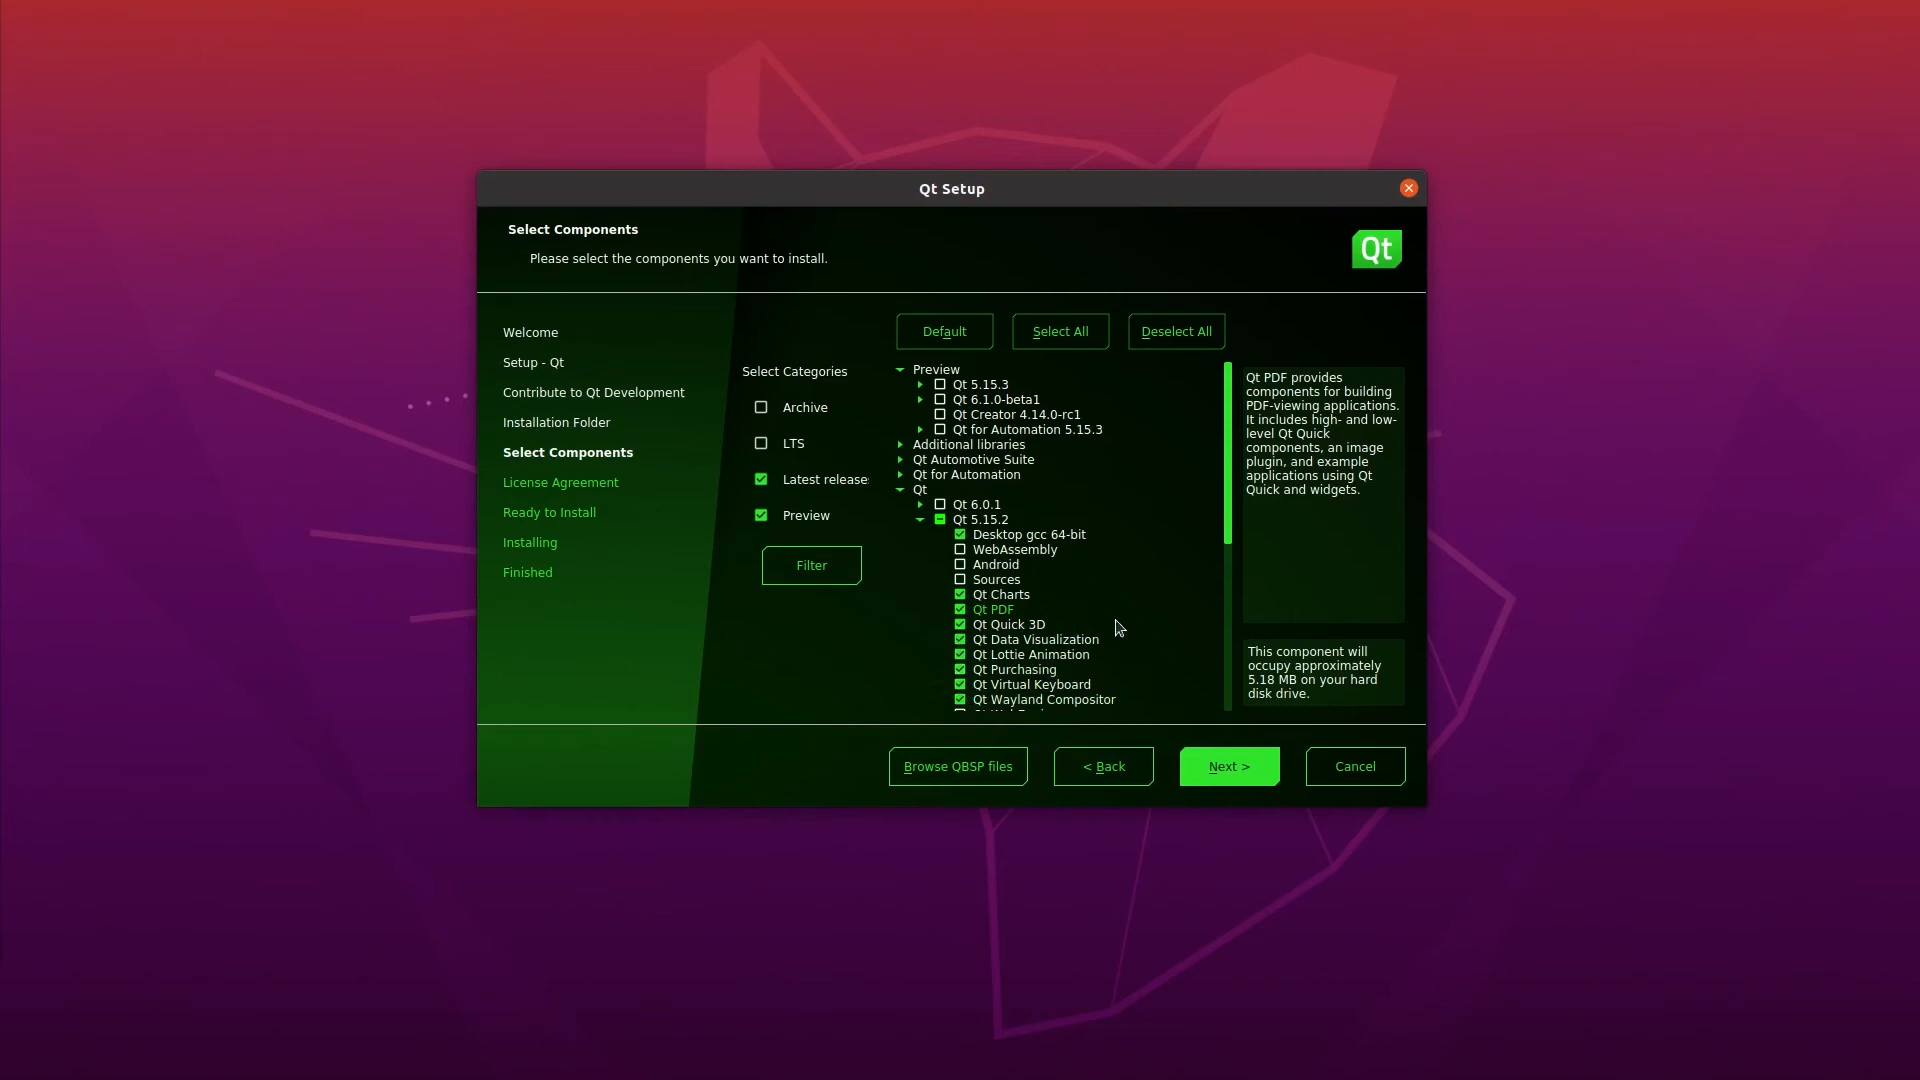 Qt Setup
Select Components
Please select the components you want to install.
Qt
Welcome
Setup - Qt
Contribute to Qt Development
Installation Folder
Select Components
License Agreement
Ready to Install
Installing
Finished
Select Categories
Archive
LTS
Latest release
Preview
Filter
Default
Select All
Deselect All
Preview
Qt 5.15.3
Qt 6.1.0-beta1
Qt Creator 4.14.0-rc1
Qt for Automation 5.15.3
Additional libraries
Qt Automotive Suite
Qt for Automation
Qt
Qt 6.0.1
Qt 5.15.2
Desktop gcc 64-bit
WebAssembly
Android
Sources
Qt Charts
Qt PDF
Qt Quick 3D
Qt Data Visualization
Qt Lottie Animation
Qt Purchasing
Qt Virtual Keyboard
Qt Wayland Compositor
Qt PDF provides
components for building
PDF-viewing applications.
It includes high- and low-
level Qt Quick
components, an image
plugin, and example
applications using Qt
Quick and widgets.
This component will
occupy approximately
5.18 MB on your hard
disk drive.
Browse QBSP files
< Back
Next >
Cancel